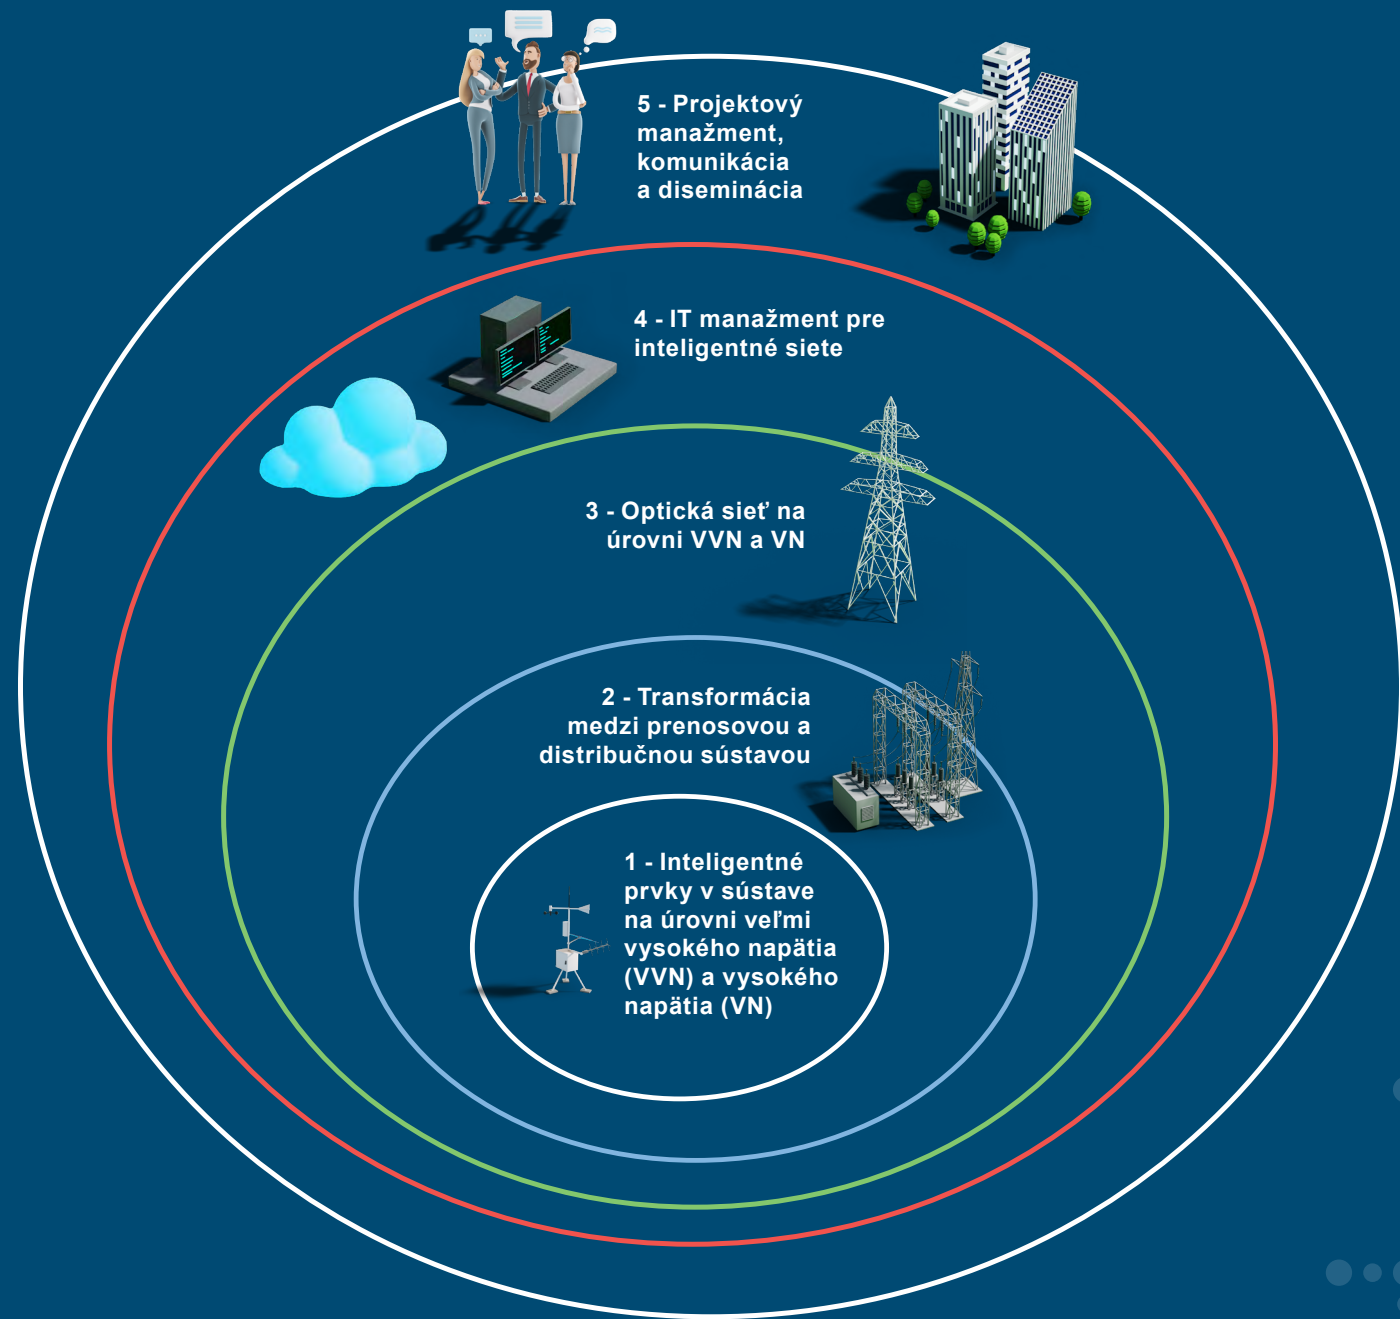 5 - Projektový
manažment,
komunikácia
a diseminácia
4 - IT manažment pre
inteligentné siete
3 - Optická sieť na
úrovni VVN a VN
2 - Transformácia
medzi prenosovou a
distribučnou sústavou
1 - Inteligentné
prvky v sústave
na úrovni veľmi
vysokého napätia
(VVN) a vysokého
napätia (VN)